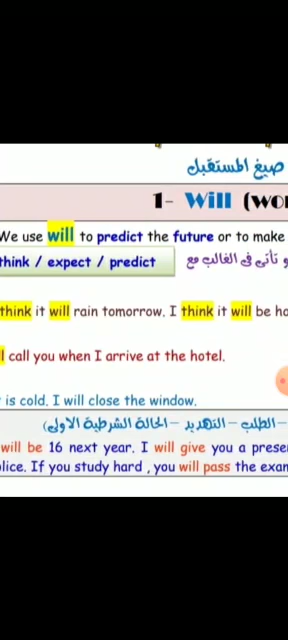 صيغ المستقبل
1- Will (wo
We use will to predict the future or to make
think / expect / predict
و تأتى فى الغالب مع
think it will rain tomorrow. I think it will be ho
l call you when I arrive at the hotel.
is cold. I will close the window.
- الطلب - التهديد - الحالة الشرطية الاولى)
will be 16 next year. I will give you a prese
lice. If you study hard , you will pass the exam